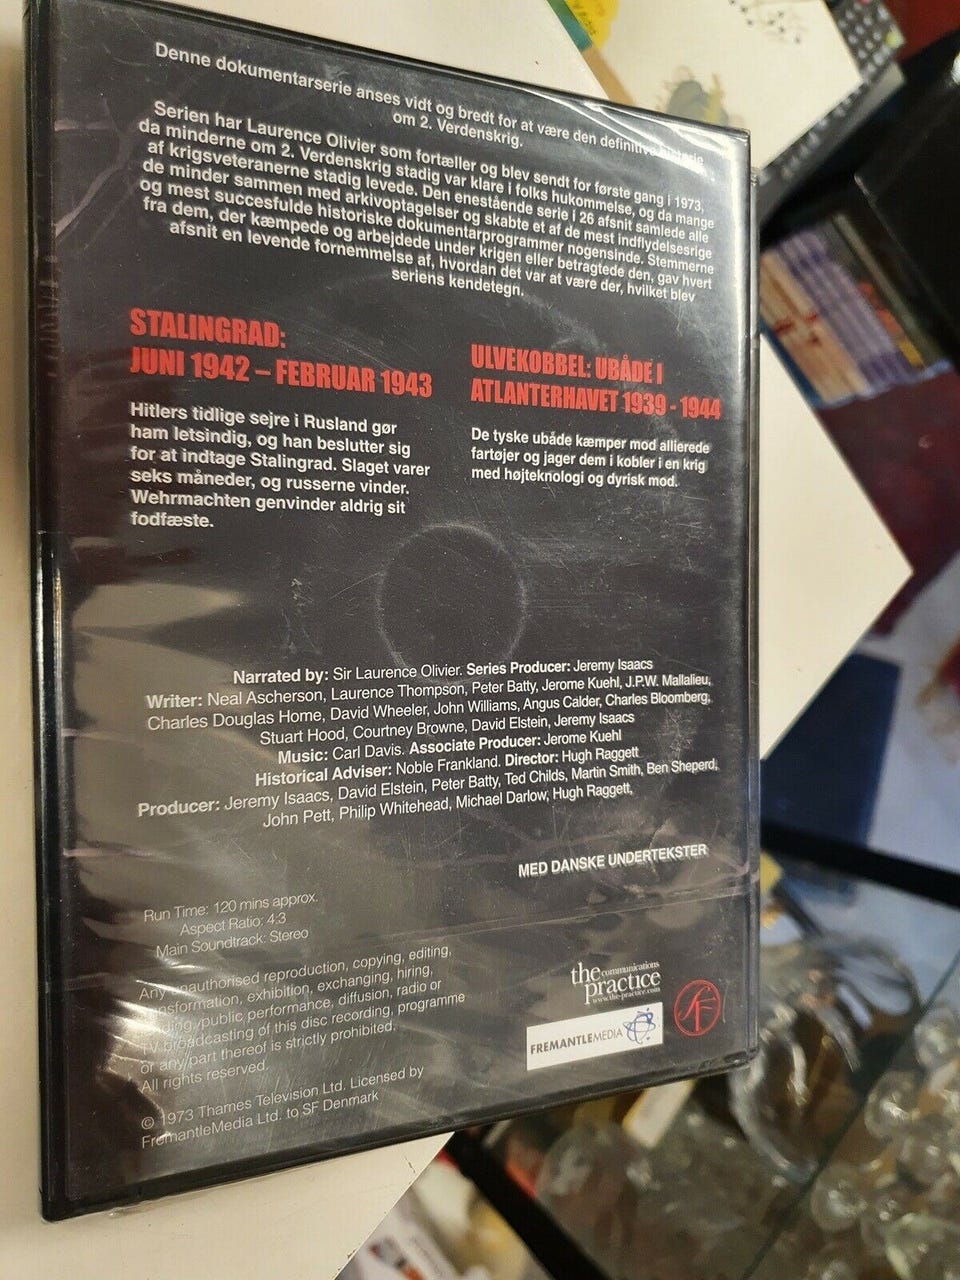 Denne dokumentarserie anses vidt og bredt for at være den definitive historie
om 2. Verdenskrig.
Serien har Laurence Olivier som fortæller og blev sendt for første gang i 1973,
da minderne om 2. Verdenskrig stadig var klare i folks hukommelse, og da mange
af krigsveteranerne stadig levede. Den enestående serie i 26 afsnit samlede alle
de minder sammen med arkivoptagelser og skabte et af de mest indflydelsesrige
og mest succesfulde historiske dokumentarprogrammer nogensinde. Stemmerne
fra dem, der kæmpede og arbejdede under krigen eller betragtede den, gav hvert
afsnit en levende fornemmelse af, hvordan det var at være der, hvilket blev
seriens kendetegn.
STALINGRAD:
JUNI 1942 – FEBRUAR 1943
Hitlers tidlige sejre i Rusland gør
ham letsindig, og han beslutter sig
for at indtage Stalingrad. Slaget varer
seks måneder, og russerne vinder.
Wehrmachten genvinder aldrig sit
fodfæste.
ULVEKOBBEL: UBÅDE I
ATLANTERHAVET 1939 - 1944
De tyske ubåde kæmper mod allierede
fartøjer og jager dem i kobler i en krig
med højteknologi og dyrisk mod.
Narrated by: Sir Laurence Olivier. Series Producer: Jeremy Isaacs
Writer: Neal Ascherson, Laurence Thompson, Peter Batty, Jerome Kuehl, J.P.W. Mallalieu,
Charles Douglas Home, David Wheeler, John Williams, Angus Calder, Charles Bloomberg,
Stuart Hood, Courtney Browne, David Elstein, Jeremy Isaacs
Music: Carl Davis. Associate Producer: Jerome Kuehl
Historical Adviser: Noble Frankland. Director: Hugh Raggett
Producer: Jeremy Isaacs, David Elstein, Peter Batty, Ted Childs, Martin Smith, Ben Sheperd,
John Pett, Philip Whitehead, Michael Darlow, Hugh Raggett,
MED DANSKE UNDERTEKSTER
Run Time: 120 mins approx.
Aspect Ratio: 4:3
Main Soundtrack: Stereo
Any unauthorised reproduction, copying, editing,
transformation, exhibition, exchanging, hiring,
lending, public performance, diffusion, radio or
TV broadcasting of this disc recording, programme
or any part thereof is strictly prohibited.
All rights reserved.
© 1973 Thames Television Ltd. Licensed by
FremantleMedia Ltd. to SF Denmark
the communications
practice
www.the-practice.com
FREMANTLEMEDIA
SF